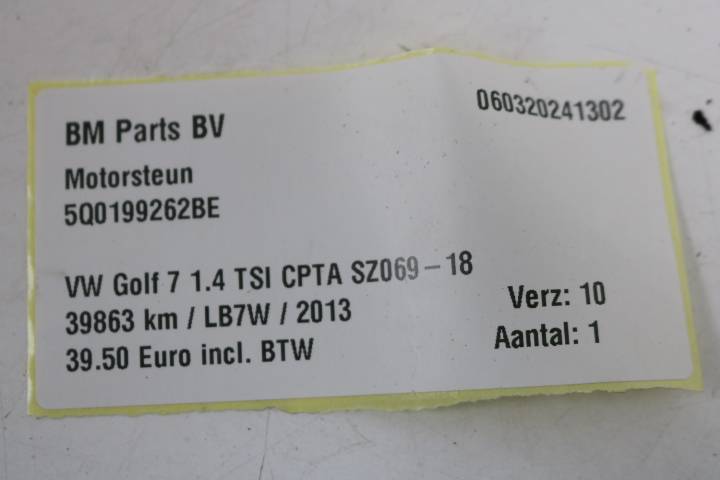 BM Parts BV
060320241302
Motorsteun
5Q0199262BE
VW Golf 7 1.4 TSI CPTA SZ069-18
39863 km / LB7W / 2013
Verz: 10
39.50 Euro incl. BTW
Aantal: 1